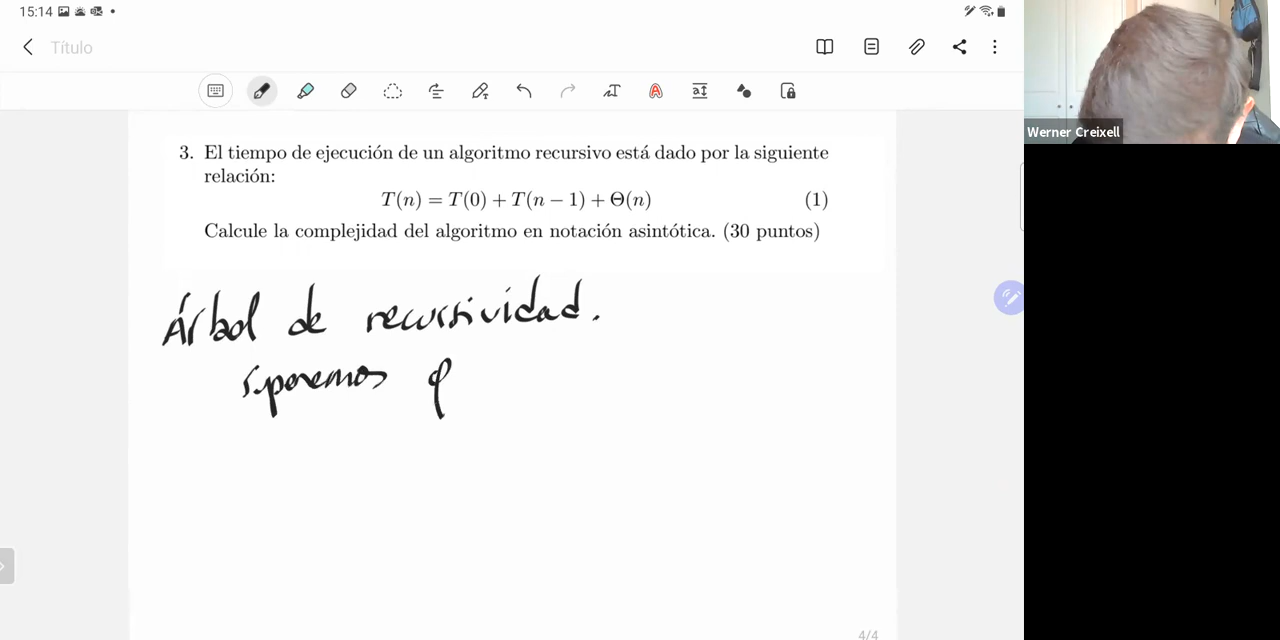 15:14
Título
Werner Creixell
3. El tiempo de ejecución de un algoritmo recursivo está dado por la siguiente
relación:
T(n) = T(0) + T(n − 1) + Θ(n) (1)
Calcule la complejidad del algoritmo en notación asintótica. (30 puntos)
Árbol de recursividad.
suponemos q
4/4